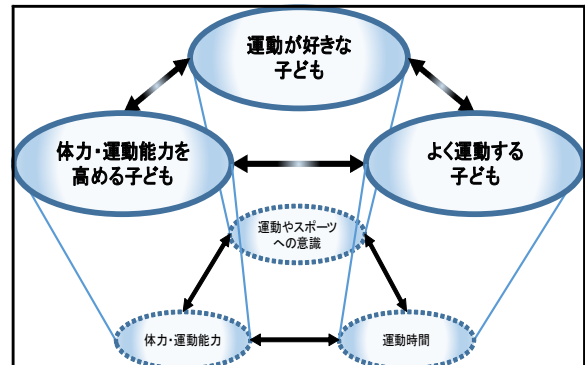 運動が好きな
子ども
体力・運動能力を
高める子ども
よく運動する
子ども
運動やスポーツ
への意識
体力・運動能力
運動時間